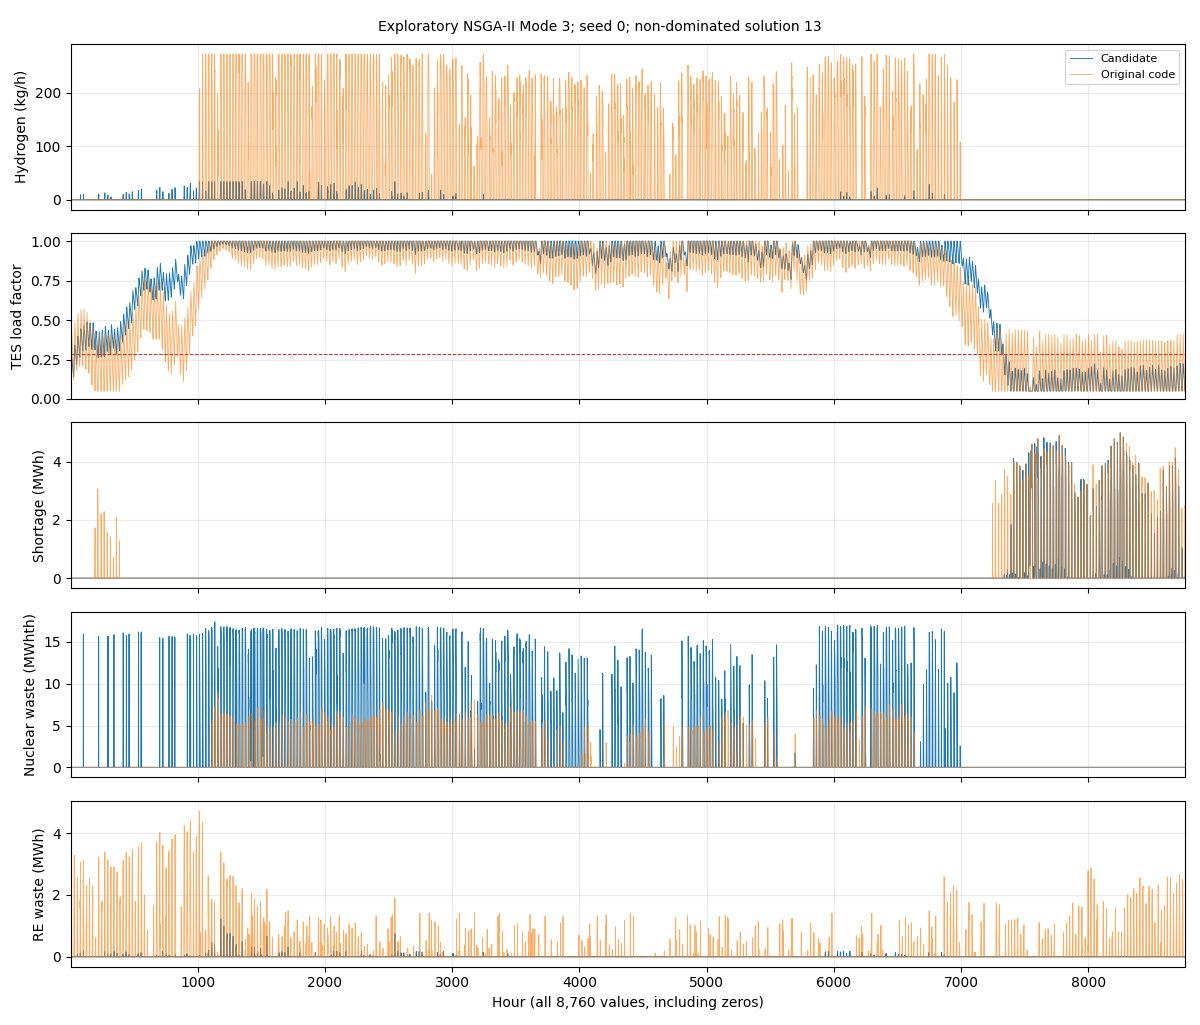 Exploratory NSGA-II Mode 3; seed 0; non-dominated solution 13
Hydrogen (kg/h)
200
100
0
Candidate
Original code
TES load factor
1.00
0.75
0.50
0.25
0.00
Shortage (MWh)
4
2
0
Nuclear waste (MWhth)
15
10
5
0
RE waste (MWh)
4
2
0
1000 2000 3000 4000 5000 6000 7000 8000
Hour (all 8,760 values, including zeros)